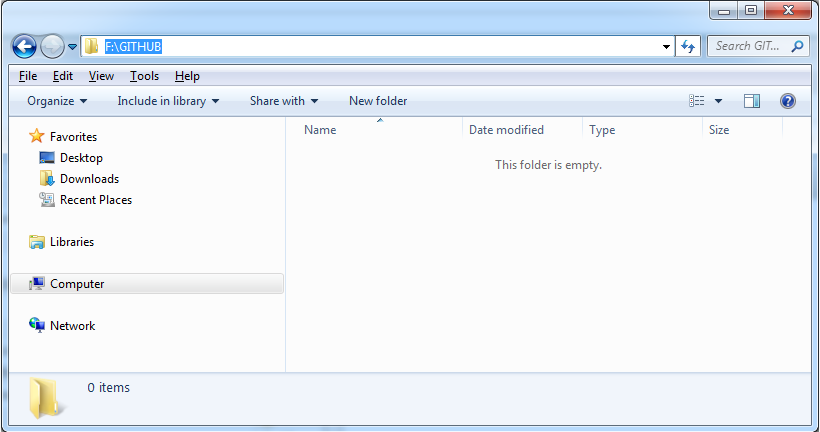 F:\GITHUB
Search GIT...
File Edit View Tools Help
Organize Include in library Share with New folder
Name Date modified Type Size
This folder is empty.
Favorites
Desktop
Downloads
Recent Places
Libraries
Computer
Network
0 items